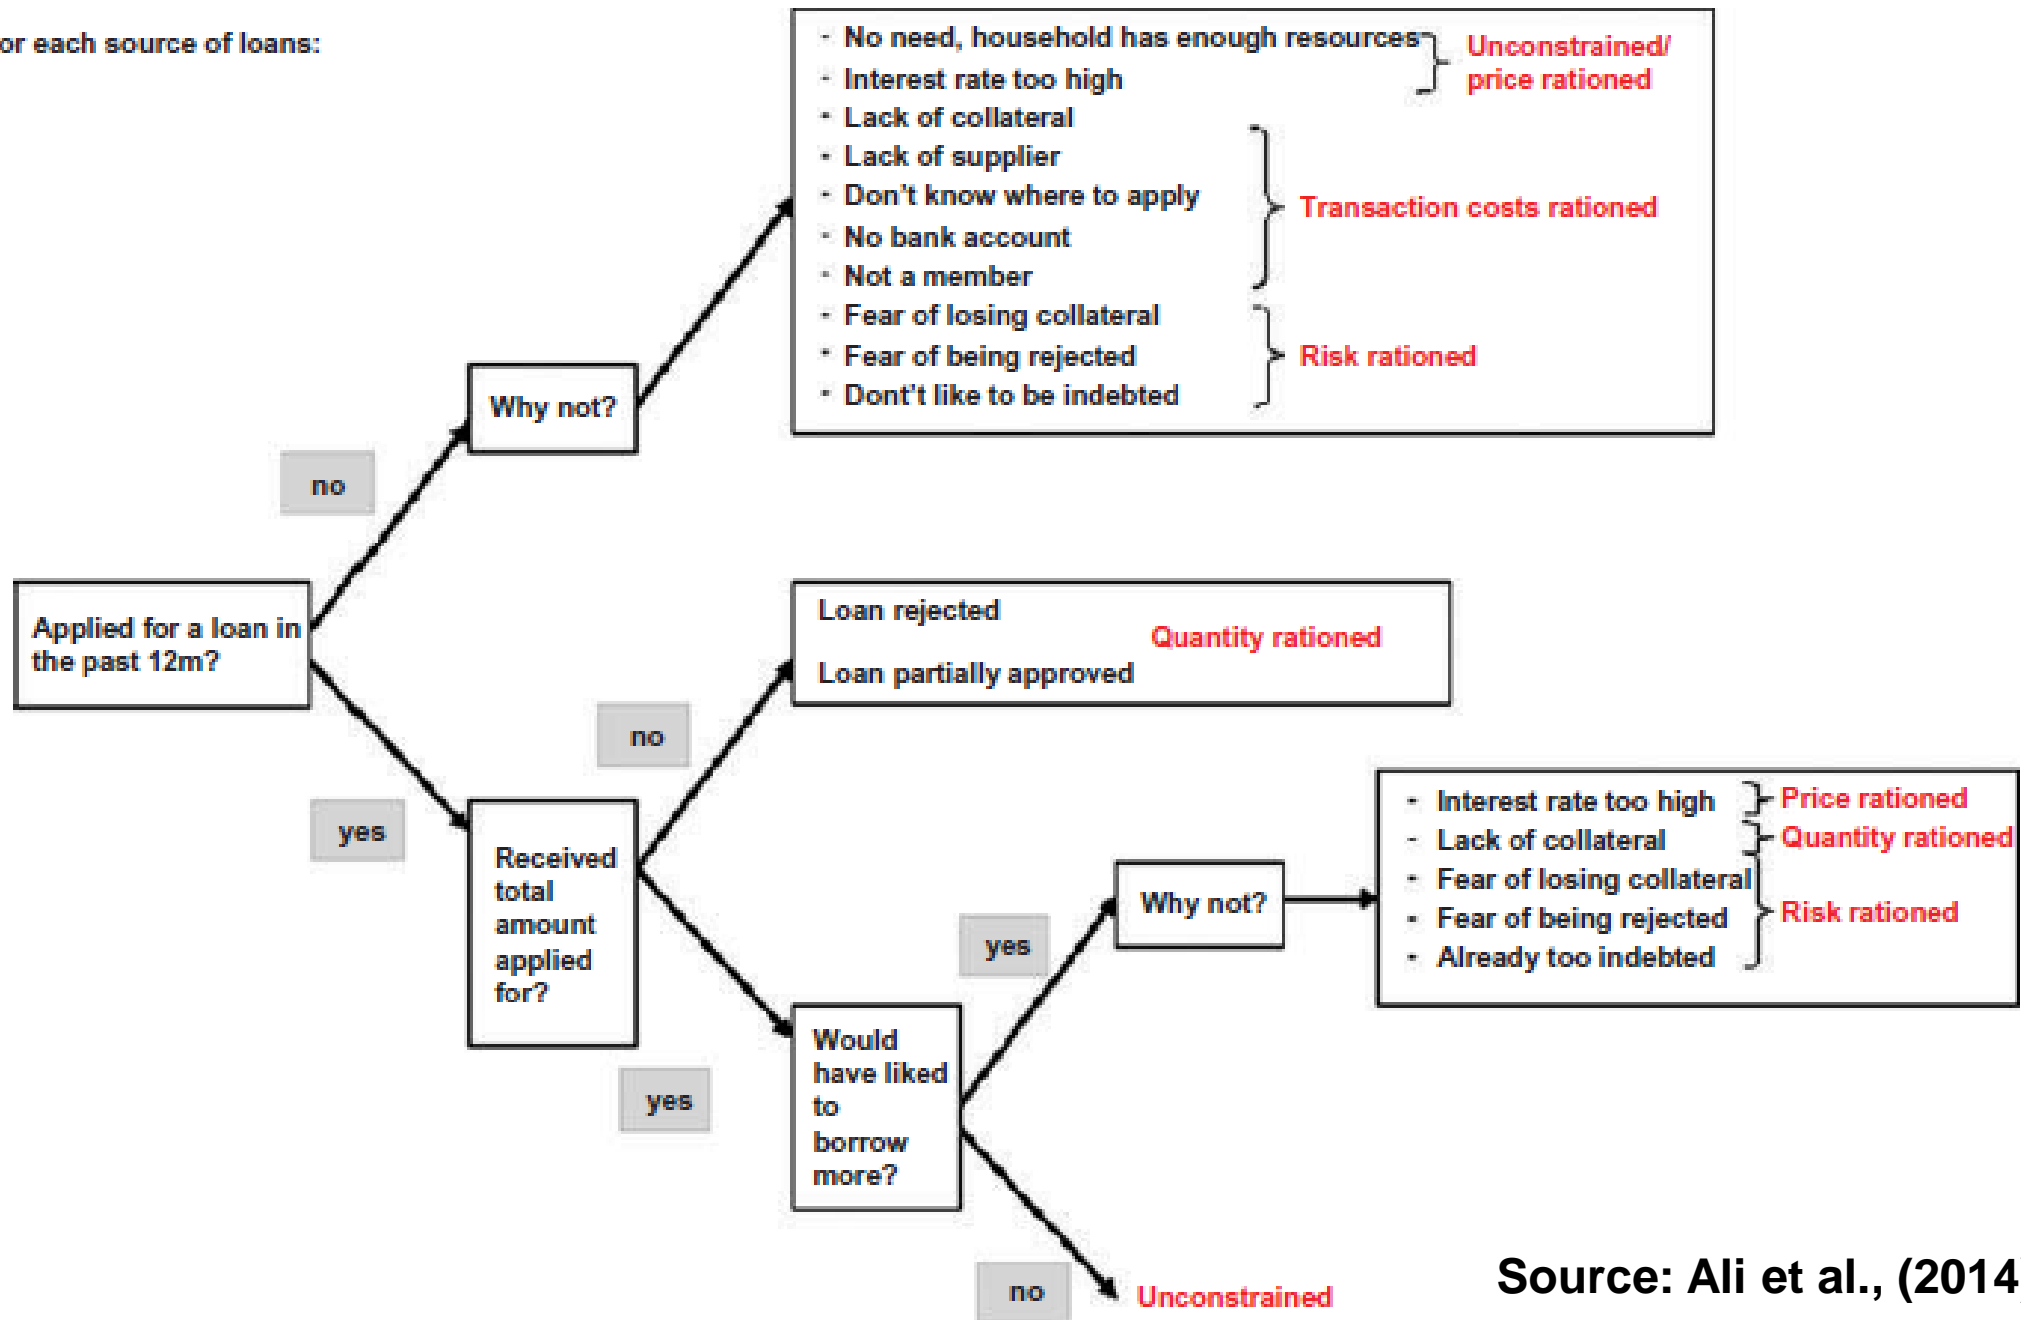 or each source of loans:
- No need, household has enough resources
- Interest rate too high
Unconstrained/
price rationed
- Lack of collateral
- Lack of supplier
- Don't know where to apply
- No bank account
- Not a member
Transaction costs rationed
- Fear of losing collateral
- Fear of being rejected
- Dont't like to be indebted
Risk rationed
Why not?
no
Applied for a loan in
the past 12m?
yes
Received
total
amount
applied
for?
no
Loan rejected
Loan partially approved
Quantity rationed
yes
Would
have liked
to
borrow
more?
yes
Why not?
- Interest rate too high
Price rationed
- Lack of collateral
Quantity rationed
- Fear of losing collateral
- Fear of being rejected
- Already too indebted
Risk rationed
no
Unconstrained
Source: Ali et al., (2014)